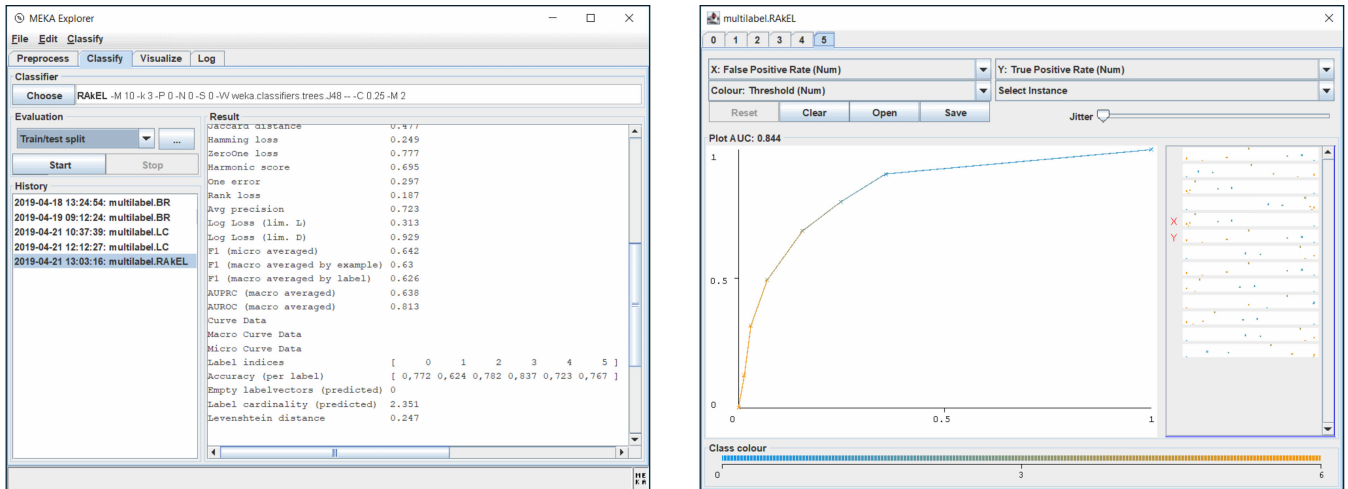 MEKA Explorer
File Edit Classify
Preprocess Classify Visualize Log
Classifier
Choose RAkEL -M 10 -k 3 -P 0 -N 0 -S 0 -W weka.classifiers.trees.J48 -- -C 0.25 -M 2
Evaluation
Train/test split ...
Start Stop
History
2019-04-18 13:24:54: multilabel.BR
2019-04-19 09:12:24: multilabel.BR
2019-04-21 10:37:39: multilabel.LC
2019-04-21 12:12:27: multilabel.LC
2019-04-21 13:03:16: multilabel.RAkEL
Result
Jaccard distance 0.477
Hamming loss 0.249
ZeroOne loss 0.777
Harmonic score 0.695
One error 0.297
Rank loss 0.187
Avg precision 0.723
Log Loss (lim. L) 0.313
Log Loss (lim. D) 0.929
F1 (micro averaged) 0.642
F1 (macro averaged by example) 0.63
F1 (macro averaged by label) 0.626
AUPRC (macro averaged) 0.638
AUROC (macro averaged) 0.813
Curve Data
Macro Curve Data
Micro Curve Data
Label indices [ 0 1 2 3 4 5 ]
Accuracy (per label) [ 0,772 0,624 0,782 0,837 0,723 0,767 ]
Empty labelvectors (predicted) 0
Label cardinality (predicted) 2.351
Levenshtein distance 0.247
ME
KA
multilabel.RAkEL
0 1 2 3 4 5
X: False Positive Rate (Num) Y: True Positive Rate (Num)
Colour: Threshold (Num) Select Instance
Reset Clear Open Save Jitter
Plot AUC: 0.844
1
0.5
0
0 0.5 1
X
Y
Class colour
0 3 6